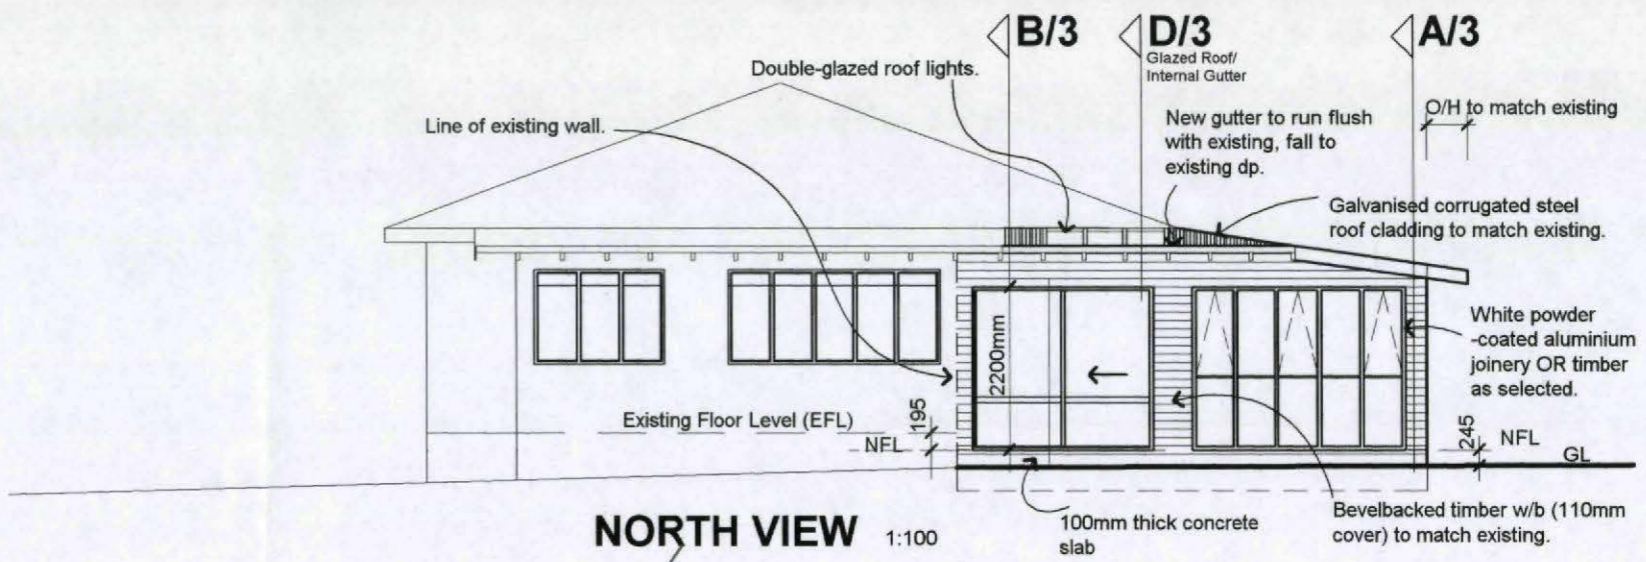 B/3
D/3
A/3
Glazed Roof/
Internal Gutter
Double-glazed roof lights.
O/H to match existing
New gutter to run flush
with existing, fall to
existing dp.
Line of existing wall.
Galvanised corrugated steel
roof cladding to match existing.
White powder
-coated aluminium
joinery OR timber
as selected.
2200mm
Existing Floor Level (EFL)
195
NFL
245
NFL
GL
100mm thick concrete
slab
Bevelbacked timber w/b (110mm
cover) to match existing.
NORTH VIEW 1:100